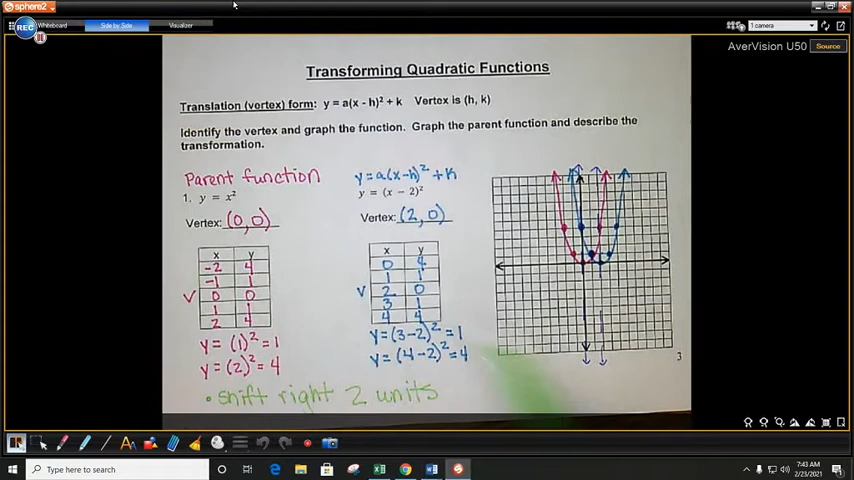 sphere2
REC
Whiteboard
Side by Side
Visualizer
1 camera
AverVision U50
Source
Transforming Quadratic Functions
Translation (vertex) form: y = a(x - h)² + k Vertex is (h, k)
Identify the vertex and graph the function. Graph the parent function and describe the
transformation.
Parent function
1. y = x²
Vertex: (0,0)
x y
-2 4
-1 1
V 0 0
1 1
2 4
y = (1)² = 1
y = (2)² = 4
y=a(x-h)² + k
y = (x – 2)²
Vertex: (2, 0)
x y
0 4
1 1
V 2 0
3 1
4 4
y=(3-2)² = 1
y= (4-2)² = 4
• shift right 2 units
3
Type here to search
7:43 AM
2/23/2021